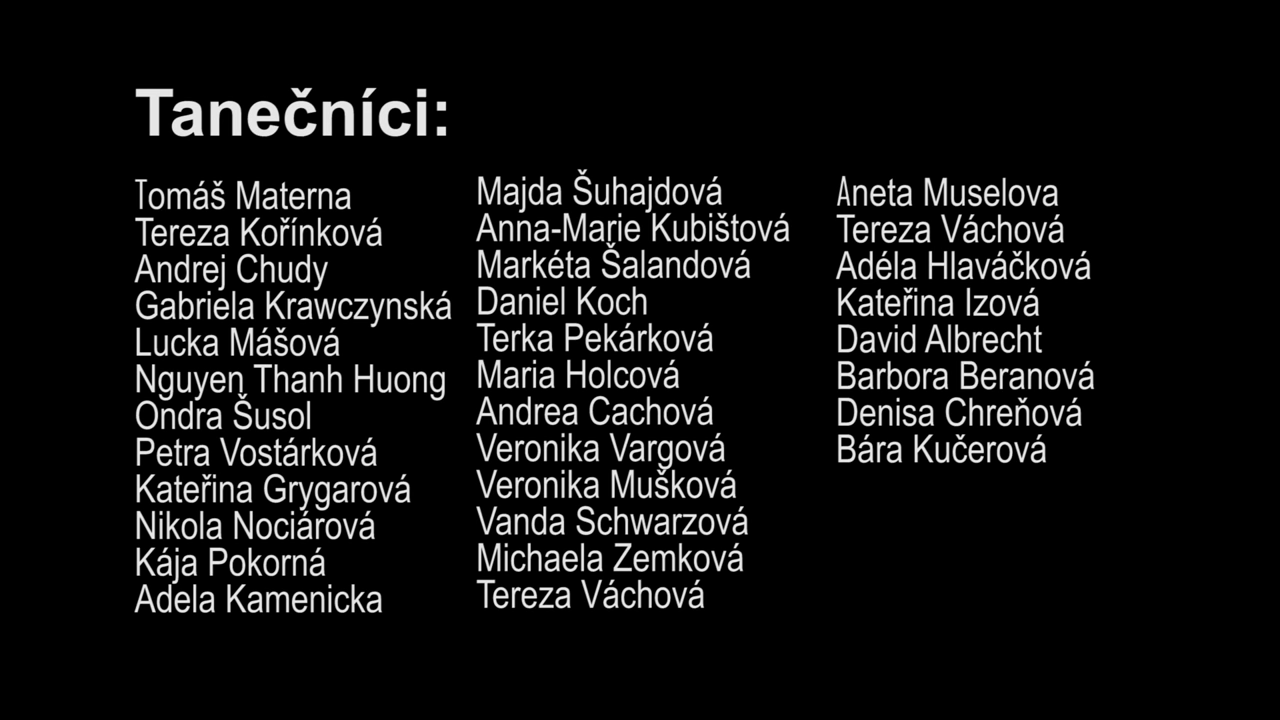 Tanečníci:
Tomáš Materna
Tereza Kořínková
Andrej Chudy
Gabriela Krawczynská
Lucka Mášová
Nguyen Thanh Huong
Ondra Šusol
Petra Vostárková
Kateřina Grygarová
Nikola Nociárová
Kája Pokorná
Adela Kamenicka
Majda Šuhajdová
Anna-Marie Kubištová
Markéta Šalandová
Daniel Koch
Terka Pekárková
Maria Holcová
Andrea Cachová
Veronika Vargová
Veronika Mušková
Vanda Schwarzová
Michaela Zemková
Tereza Váchová
Aneta Muselova
Tereza Váchová
Adéla Hlaváčková
Kateřina Izová
David Albrecht
Barbora Beranová
Denisa Chreňová
Bára Kučerová